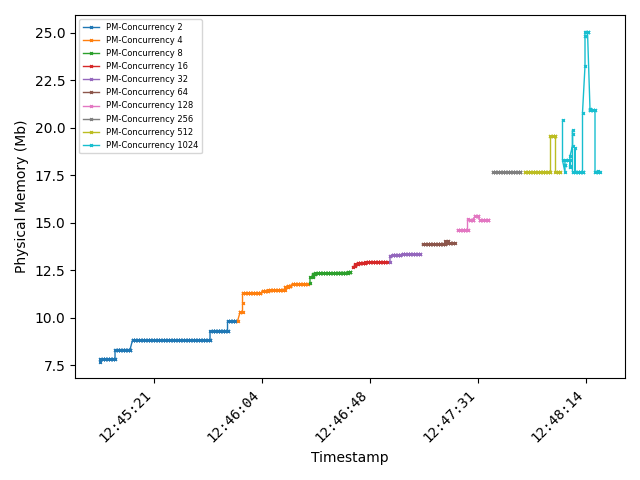 PM-Concurrency 2
PM-Concurrency 4
PM-Concurrency 8
PM-Concurrency 16
PM-Concurrency 32
PM-Concurrency 64
PM-Concurrency 128
PM-Concurrency 256
PM-Concurrency 512
PM-Concurrency 1024
Physical Memory (Mb)
25.0
22.5
20.0
17.5
15.0
12.5
10.0
7.5
12:45:21
12:46:04
12:46:48
12:47:31
12:48:14
Timestamp